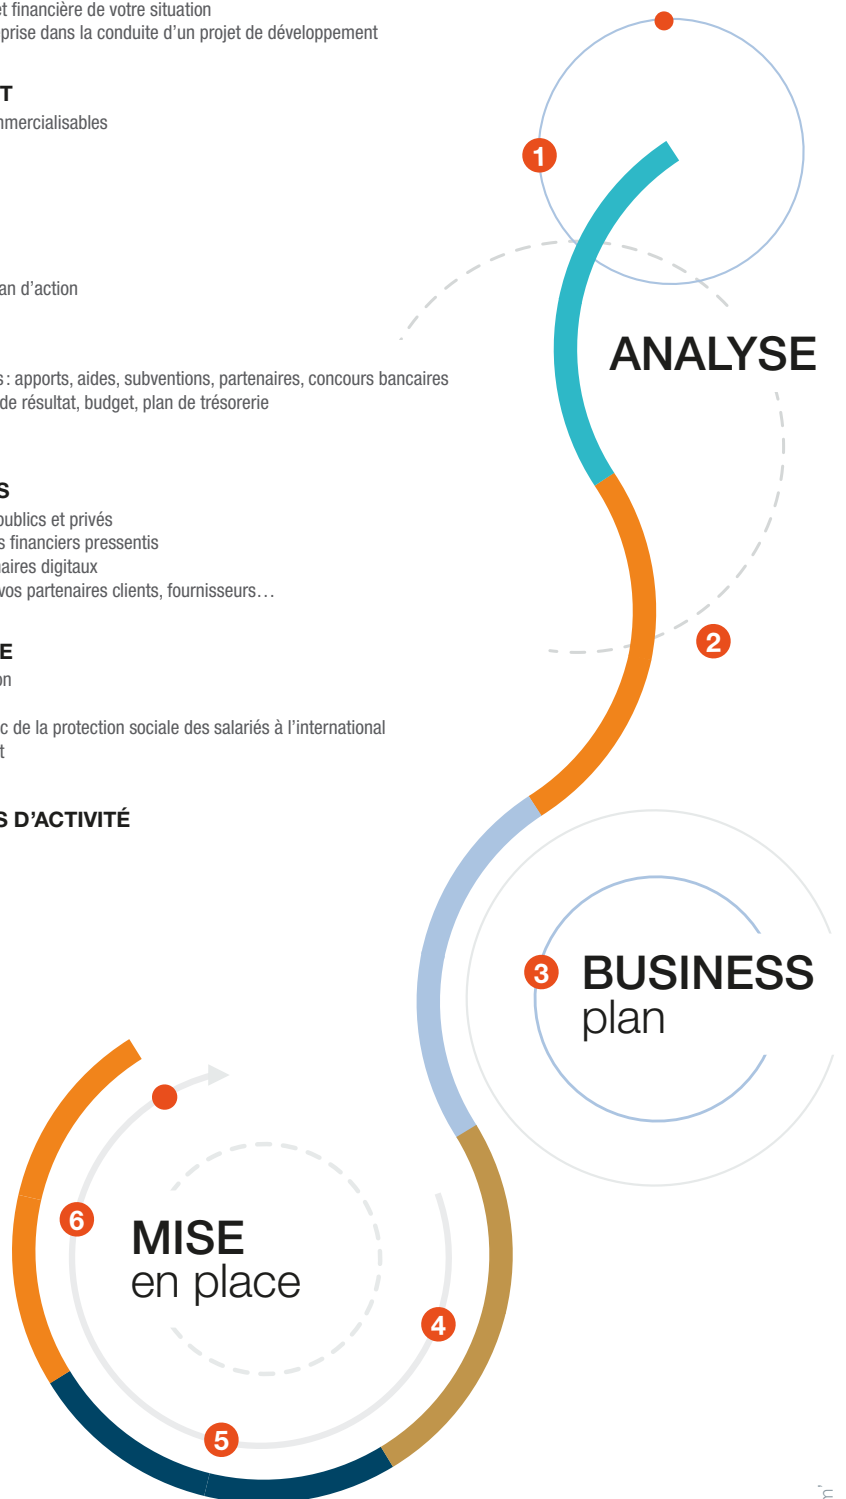 et financière de votre situation
prise dans la conduite d’un projet de développement
T
mmercialisables
1
an d’action
ANALYSE
s : apports, aides, subventions, partenaires, concours bancaires
de résultat, budget, plan de trésorerie
S
publics et privés
s financiers pressentis
naires digitaux
vos partenaires clients, fournisseurs…
2
E
on
c de la protection sociale des salariés à l’international
t
S D’ACTIVITÉ
3
BUSINESS
plan
6
MISE
en place
4
5